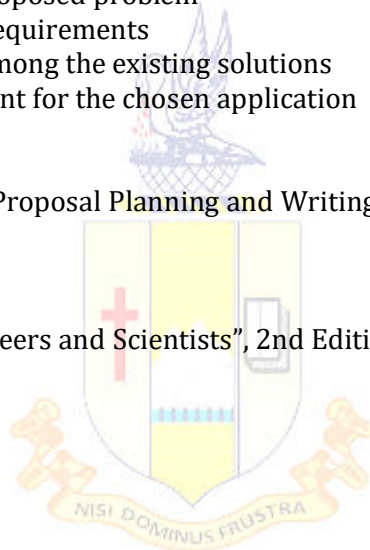 oposed problem
equirements
mong the existing solutions
nt for the chosen application
Proposal Planning and Writing
eers and Scientists”, 2nd Editi
NISI DOMINUS FRUSTRA